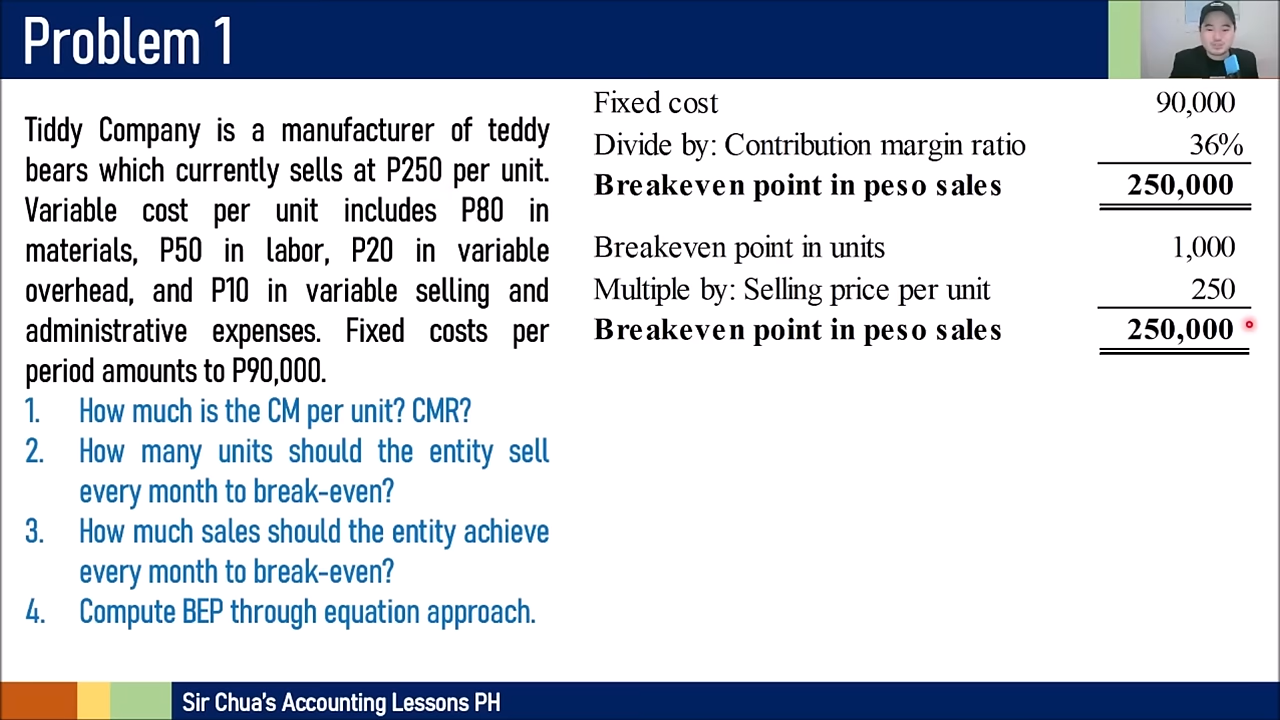 Problem 1
Tiddy Company is a manufacturer of teddy
bears which currently sells at P250 per unit.
Variable cost per unit includes P80 in
materials, P50 in labor, P20 in variable
overhead, and P10 in variable selling and
administrative expenses. Fixed costs per
period amounts to P90,000.
1. How much is the CM per unit? CMR?
2. How many units should the entity sell
every month to break-even?
3. How much sales should the entity achieve
every month to break-even?
4. Compute BEP through equation approach.
Fixed cost 90,000
Divide by: Contribution margin ratio 36%
Breakeven point in peso sales 250,000
Breakeven point in units 1,000
Multiple by: Selling price per unit 250
Breakeven point in peso sales 250,000
Sir Chua's Accounting Lessons PH